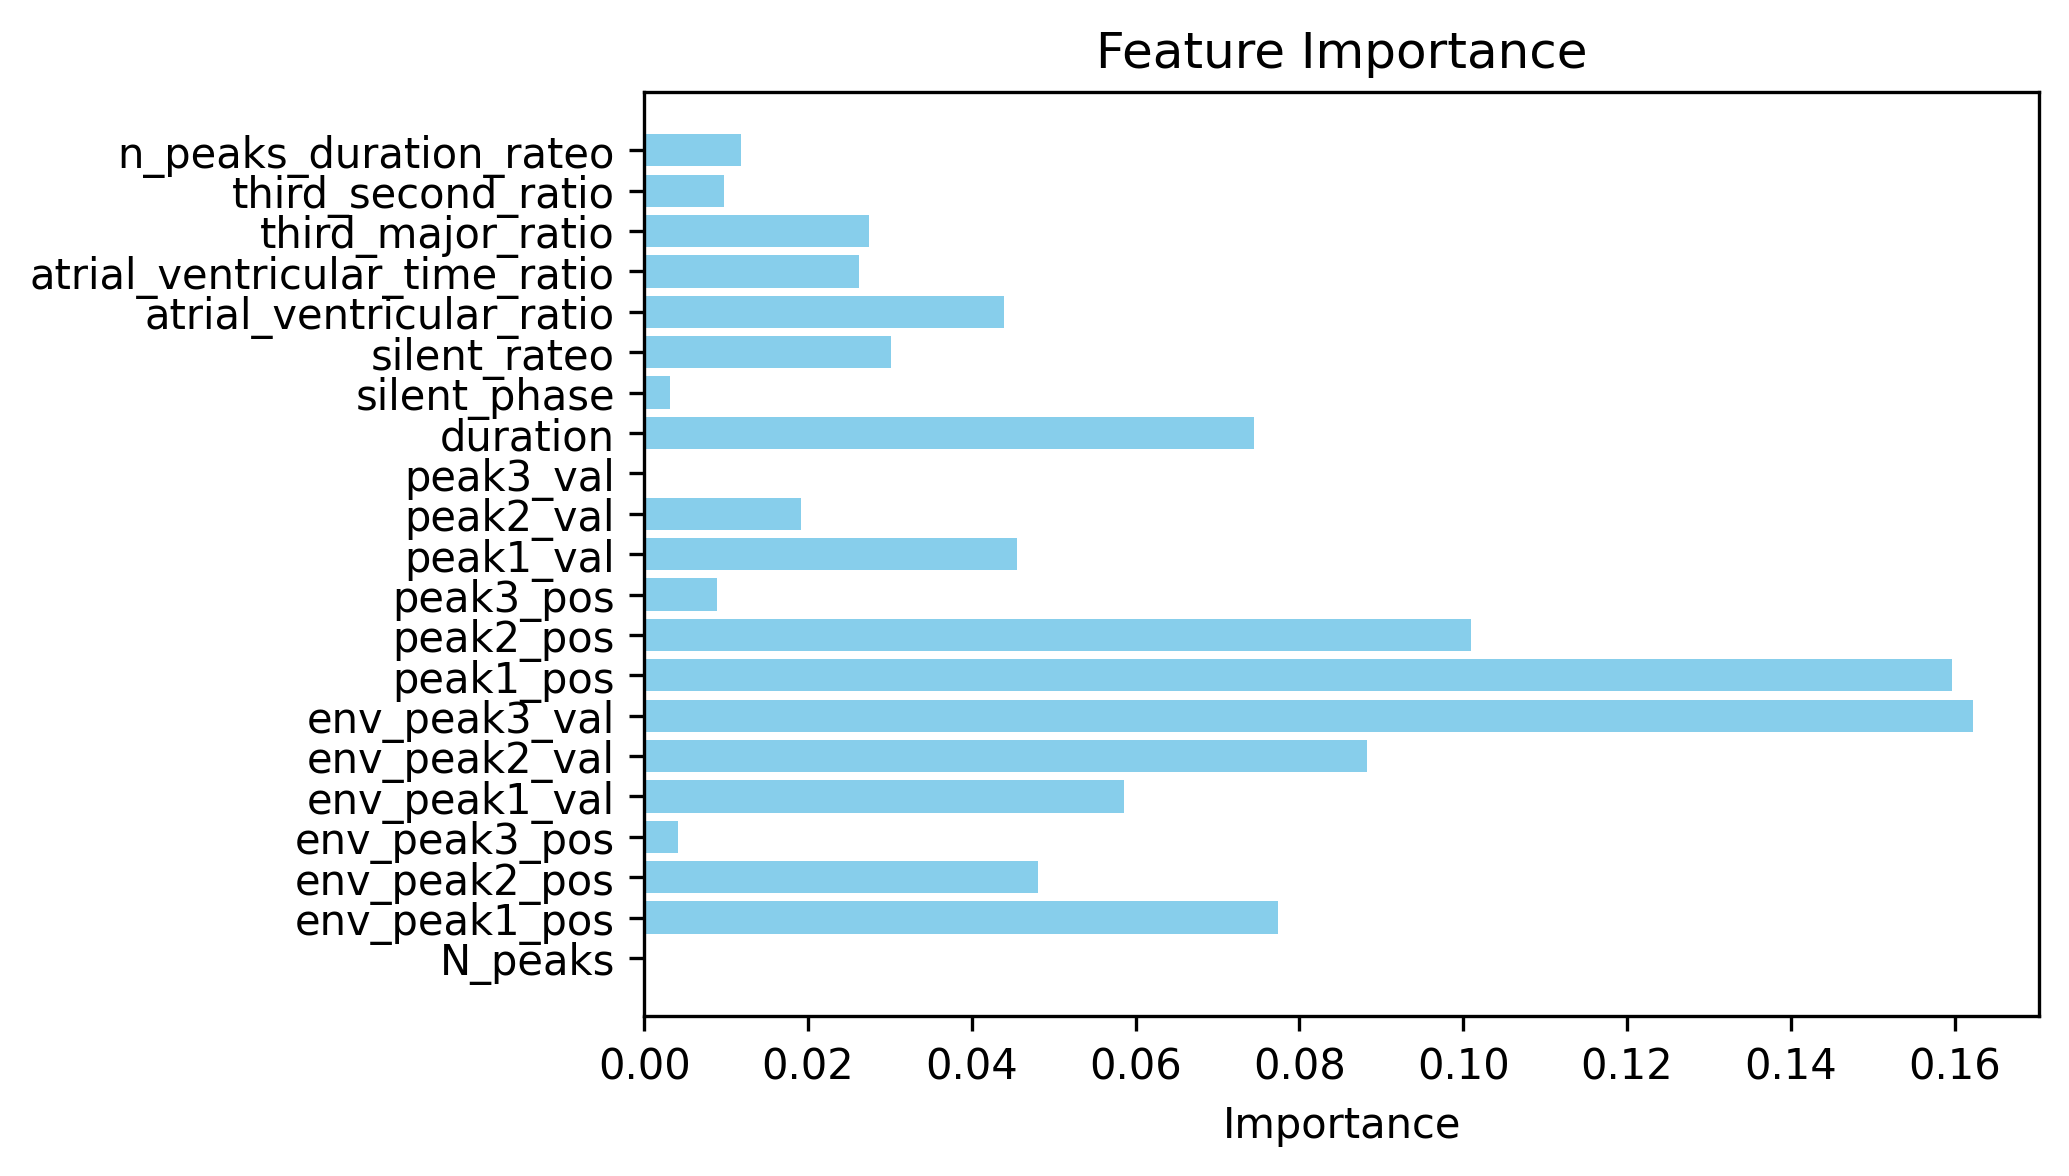 Feature Importance
n_peaks_duration_rateo
third_second_ratio
third_major_ratio
atrial_ventricular_time_ratio
atrial_ventricular_ratio
silent_rateo
silent_phase
duration
peak3_val
peak2_val
peak1_val
peak3_pos
peak2_pos
peak1_pos
env_peak3_val
env_peak2_val
env_peak1_val
env_peak3_pos
env_peak2_pos
env_peak1_pos
N_peaks
0.00 0.02 0.04 0.06 0.08 0.10 0.12 0.14 0.16
Importance